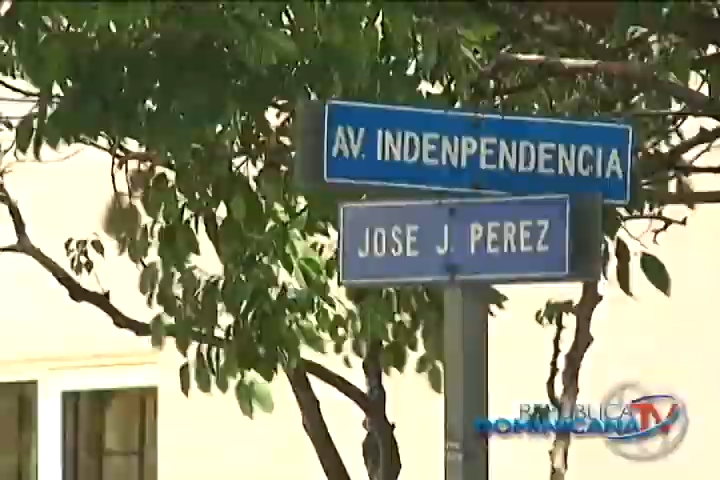 AV. INDENPENDENCIA
JOSE J. PEREZ
REPUBLICA
DOMINICANA TV